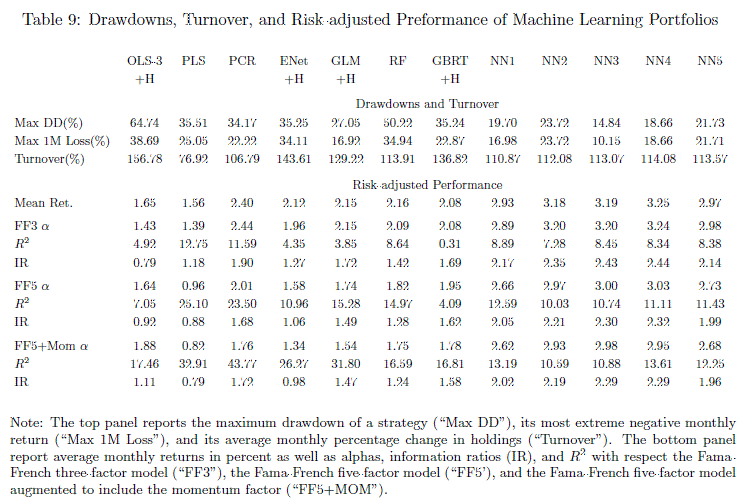 Table 9: Drawdowns, Turnover, and Risk-adjusted Preformance of Machine Learning Portfolios
OLS-3 PLS PCR ENet GLM RF GBRT NN1 NN2 NN3 NN4 NN5
+H +H +H +H
Drawdowns and Turnover
Max DD(%) 64.74 35.51 34.17 35.25 27.05 50.22 35.24 19.70 23.72 14.84 18.66 21.73
Max 1M Loss(%) 38.69 25.05 22.22 34.11 16.92 34.94 22.87 16.98 23.72 10.15 18.66 21.71
Turnover(%) 156.78 76.92 106.79 143.61 129.22 113.91 136.82 110.87 112.08 113.07 114.08 113.57
Risk-adjusted Performance
Mean Ret. 1.65 1.56 2.40 2.12 2.15 2.16 2.08 2.93 3.18 3.19 3.25 2.97
FF3 α 1.43 1.39 2.44 1.96 2.15 2.09 2.08 2.89 3.20 3.20 3.24 2.98
R² 4.92 12.75 11.59 4.35 3.85 8.64 0.31 8.89 7.28 8.45 8.34 8.38
IR 0.79 1.18 1.90 1.27 1.72 1.42 1.69 2.17 2.35 2.43 2.44 2.14
FF5 α 1.64 0.96 2.01 1.58 1.74 1.82 1.95 2.66 2.97 3.00 3.03 2.73
R² 7.05 25.10 23.50 10.96 15.28 14.97 4.09 12.59 10.03 10.74 11.11 11.43
IR 0.92 0.88 1.68 1.06 1.49 1.28 1.62 2.05 2.21 2.30 2.32 1.99
FF5+Mom α 1.88 0.82 1.76 1.34 1.54 1.75 1.78 2.62 2.93 2.98 2.95 2.68
R² 17.46 32.91 43.77 26.27 31.80 16.59 16.81 13.19 10.59 10.88 13.61 12.25
IR 1.11 0.79 1.72 0.98 1.47 1.24 1.58 2.02 2.19 2.29 2.29 1.96
Note: The top panel reports the maximum drawdown of a strategy (“Max DD”), its most extreme negative monthly
return (“Max 1M Loss”), and its average monthly percentage change in holdings (“Turnover”). The bottom panel
report average monthly returns in percent as well as alphas, information ratios (IR), and R² with respect the Fama-
French three-factor model (“FF3”), the Fama-French five-factor model (“FF5’), and the Fama-French five-factor model
augmented to include the momentum factor (“FF5+MOM”).